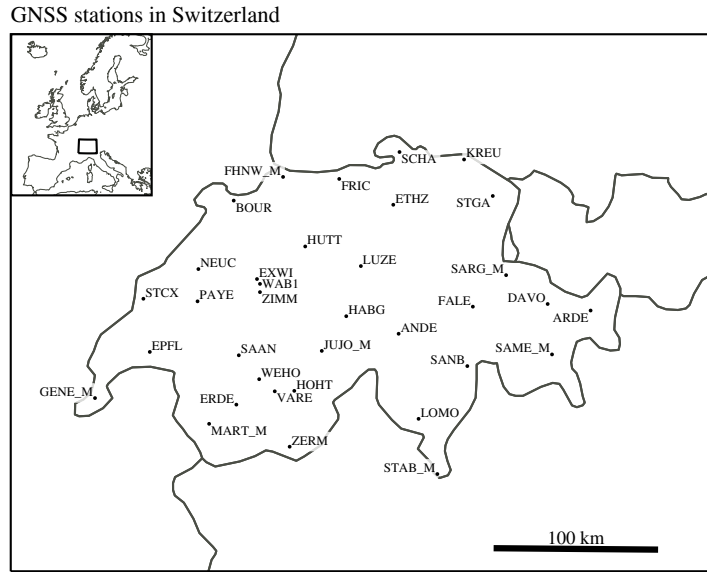 GNSS stations in Switzerland
SCHA
KREU
FHNW_M
FRIC
BOUR
ETHZ
STGA
HUTT
NEUC
LUZE
EXWI
SARG_M
WAB1
STCX
PAYE
ZIMM
FALE
DAVO
HABG
ARDE
ANDE
EPFL
SAAN
JUJO_M
SANB
SAME_M
WEHO
GENE_M
HOHT
ERDE
VARE
LOMO
MART_M
ZERM
STAB_M
100 km